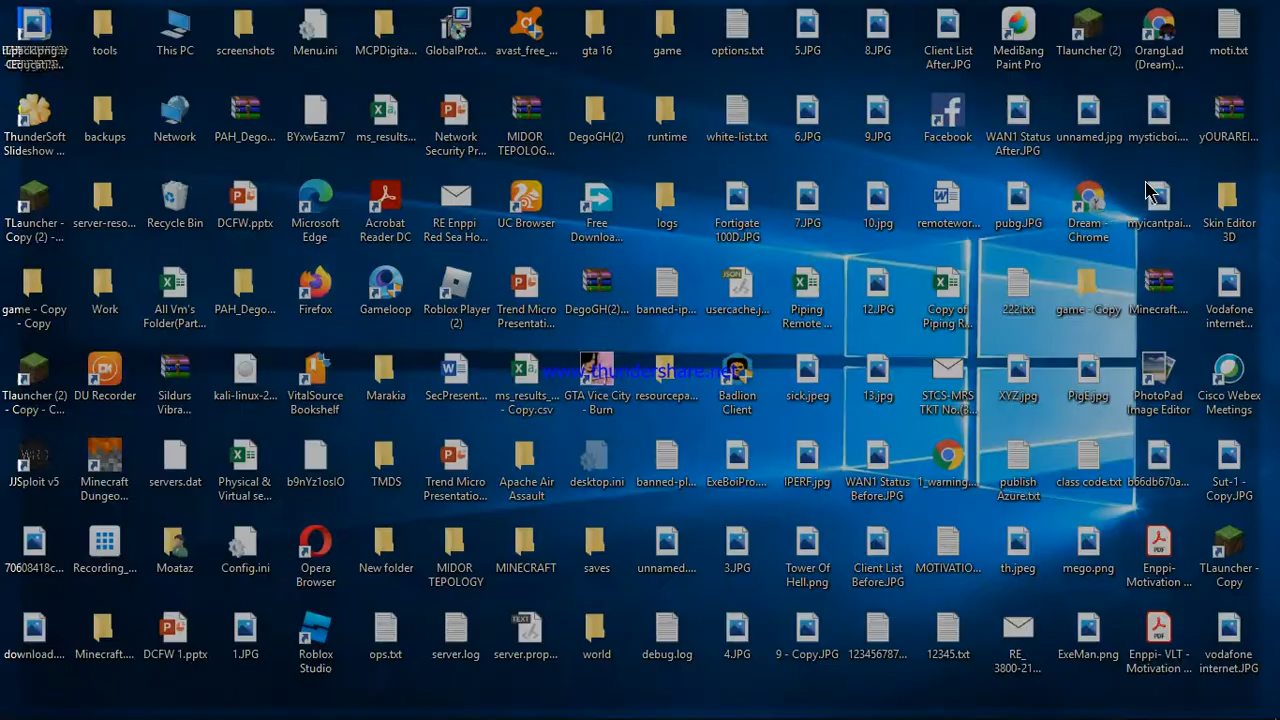 tools
This PC
screenshots
Menu.ini
MCPDigita...
GlobalProt...
avast_free_...
gta 16
game
options.txt
5.JPG
8.JPG
Client List
After.JPG
MediBang
Paint Pro
Tlauncher (2)
OrangLad
(Dream)...
moti.txt
ThunderSoft
Slideshow ...
backups
Network
PAH_Dego...
BYxwEazm7
ms_results...
Network
Security Pr...
MIDOR
TEPOLOG...
DegoGH(2)
runtime
white-list.txt
6.JPG
9.JPG
Facebook
WAN1 Status
After.JPG
unnamed.jpg
mysticboi....
yOURAREI...
TLauncher -
Copy (2) -...
server-reso...
Recycle Bin
DCFW.pptx
Microsoft
Edge
Acrobat
Reader DC
RE Enppi
Red Sea Ho...
UC Browser
Free
Downloa...
logs
Fortigate
100D.JPG
7.JPG
10.jpg
remotewor...
pubg.JPG
Dream -
Chrome
myicantpai...
Skin Editor
3D
game - Copy
- Copy
Work
All Vm's
Folder(Part...
PAH_Dego...
Firefox
Gameloop
Roblox Player
(2)
Trend Micro
Presentati...
DegoGH(2)...
banned-ip...
usercache.j...
Piping
Remote ...
12.JPG
Copy of
Piping R...
222.txt
game - Copy
Minecraft....
Vodafone
internet...
www.thundershare.net
Tlauncher (2)
- Copy - C...
DU Recorder
Sildurs
Vibra...
kali-linux-2...
VitalSource
Bookshelf
Marakia
SecPresent...
ms_results_...
- Copy.csv
GTA Vice City
- Burn
resourcepa...
Badlion
Client
sick.jpeg
13.jpg
STCS-MRS
TKT No.(3...
XYZ.jpg
PigE.jpg
PhotoPad
Image Editor
Cisco Webex
Meetings
JJSploit v5
Minecraft
Dungeo...
servers.dat
Physical &
Virtual se...
b9nYz1osIO
TMDS
Trend Micro
Presentatio...
Apache Air
Assault
desktop.ini
banned-pl...
ExeBoiPro....
IPERF.jpg
WAN1 Status
Before.JPG
1_warning...
publish
Azure.txt
class code.txt
b66db670a...
Sut-1 -
Copy.JPG
70608418c...
Recording_...
Moataz
Config.ini
Opera
Browser
New folder
MIDOR
TEPOLOGY
MINECRAFT
saves
unnamed....
3.JPG
Tower Of
Hell.png
Client List
Before.JPG
MOTIVATIO...
th.jpeg
mego.png
Enppi-
Motivation ...
TLauncher -
Copy
download....
Minecraft....
DCFW 1.pptx
1.JPG
Roblox
Studio
ops.txt
server.log
server.prop...
world
debug.log
4.JPG
9 - Copy.JPG
123456787...
12345.txt
RE_
3800-21...
ExeMan.png
Enppi- VLT -
Motivation ...
vodafone
internet.JPG